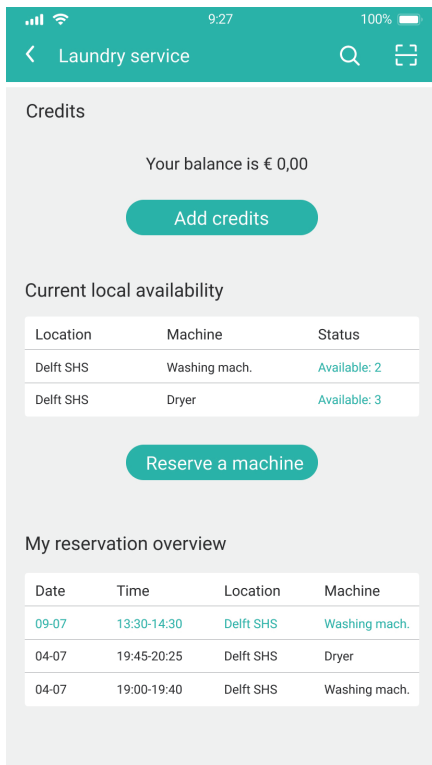 9:27 100%
Laundry service
Credits
Your balance is € 0,00
Add credits
Current local availability
Location Machine Status
Delft SHS Washing mach. Available: 2
Delft SHS Dryer Available: 3
Reserve a machine
My reservation overview
Date Time Location Machine
09-07 13:30-14:30 Delft SHS Washing mach.
04-07 19:45-20:25 Delft SHS Dryer
04-07 19:00-19:40 Delft SHS Washing mach.